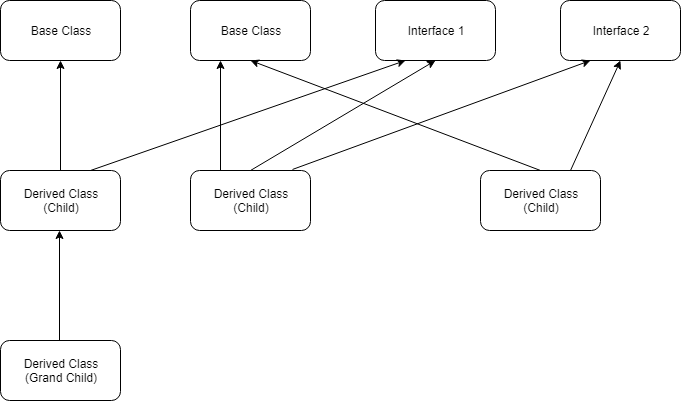 Base Class
Base Class
Interface 1
Interface 2
Derived Class
(Child)
Derived Class
(Child)
Derived Class
(Child)
Derived Class
(Grand Child)